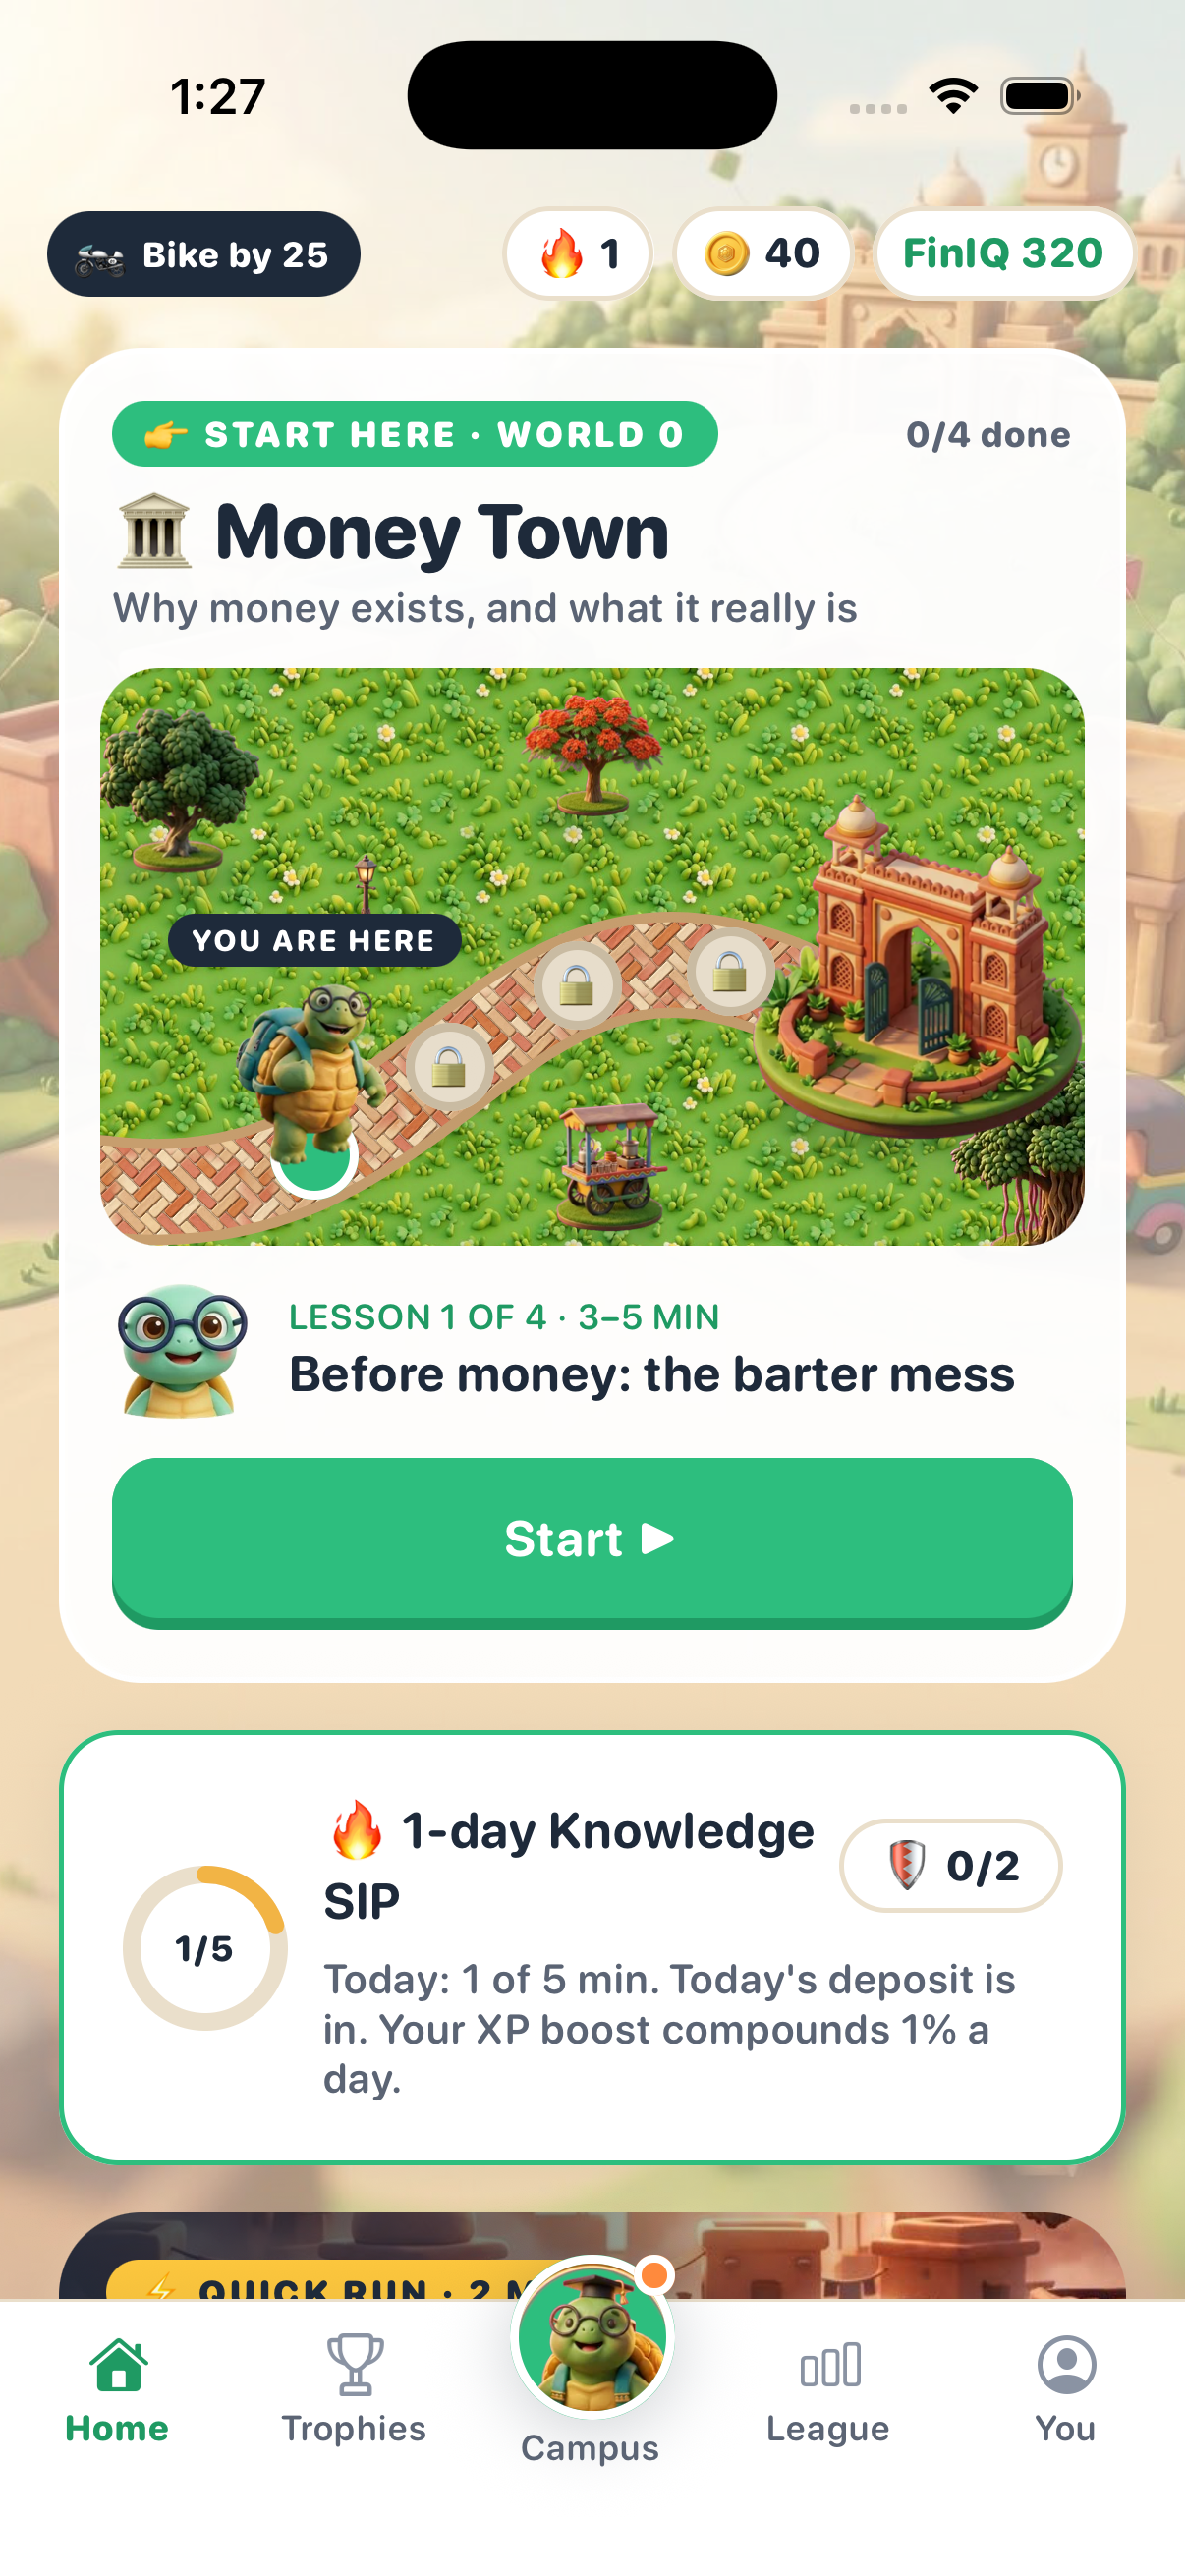 1:27
Bike by 25
1
40
FinIQ 320
START HERE · WORLD 0
0/4 done
Money Town
Why money exists, and what it really is
YOU ARE HERE
LESSON 1 OF 4 · 3–5 MIN
Before money: the barter mess
Start
1-day Knowledge
SIP
0/2
1/5
Today: 1 of 5 min. Today's deposit is
in. Your XP boost compounds 1% a
day.
QUICK RUN · 2
Home
Trophies
Campus
League
You